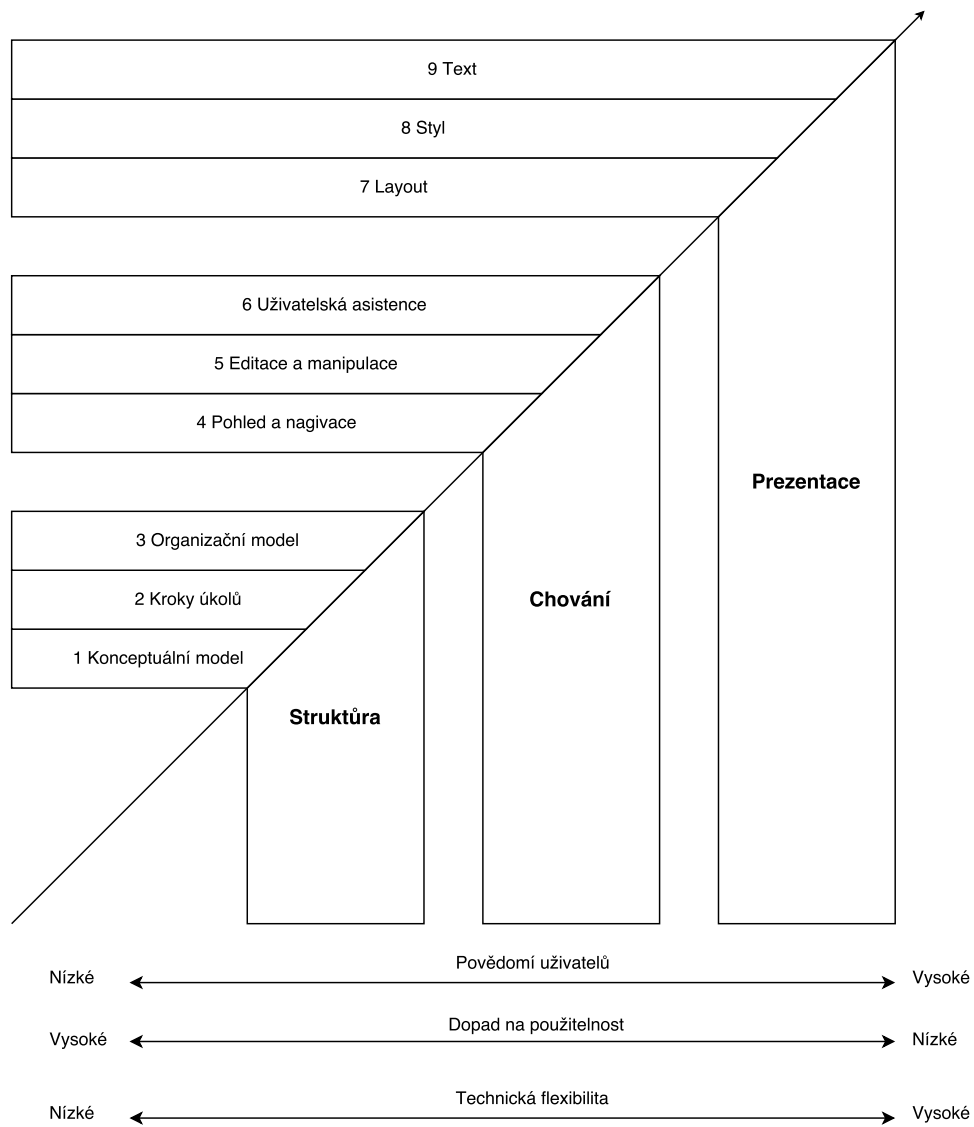 9 Text
8 Styl
7 Layout
6 Uživatelská asistence
5 Editace a manipulace
4 Pohled a nagivace
Prezentace
3 Organizační model
2 Kroky úkolů
Chování
1 Konceptuální model
Struktůra
Povědomí uživatelů
Nízké
Vysoké
Dopad na použitelnost
Vysoké
Nízké
Technická flexibilita
Nízké
Vysoké